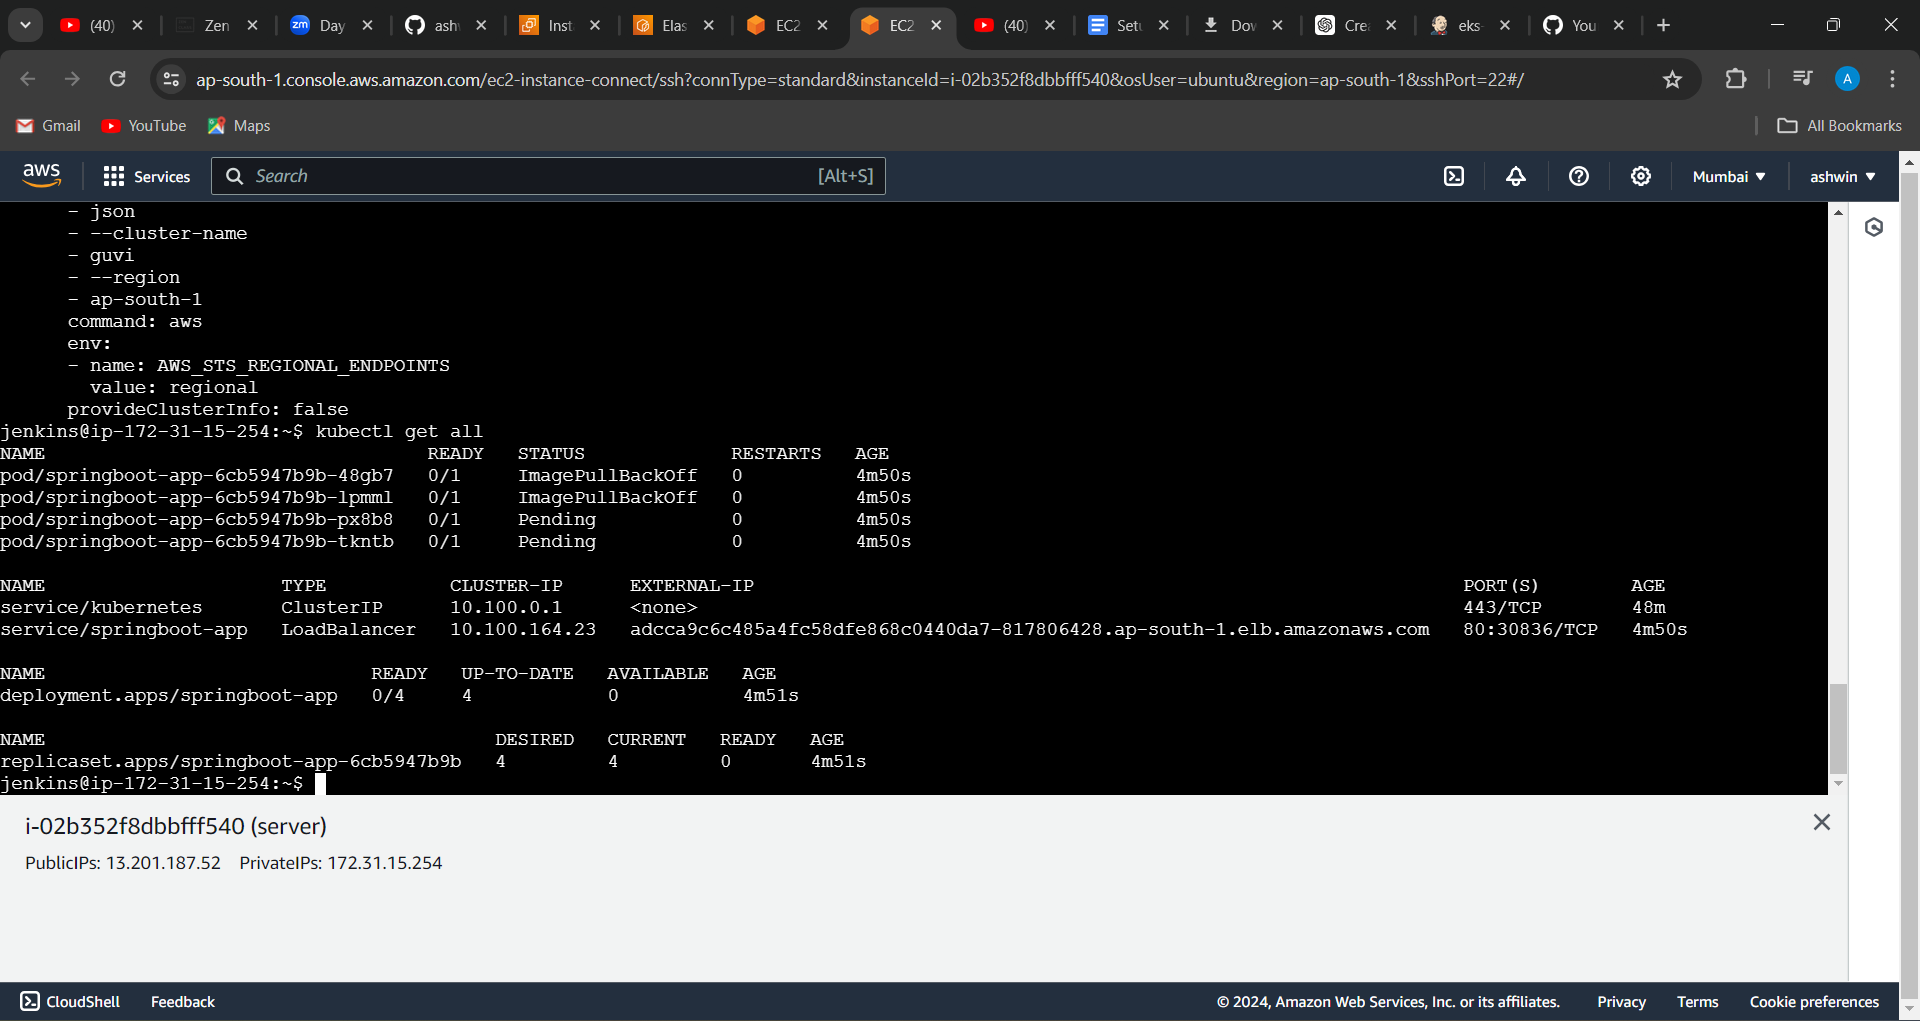 (40)
Zen
zm Day
ash
Inst
Elas
EC2
EC2
(40)
Setu
Dov
Cre
eks-
You
ap-south-1.console.aws.amazon.com/ec2-instance-connect/ssh?connType=standard&instanceId=i-02b352f8dbbfff540&osUser=ubuntu&region=ap-south-1&sshPort=22#/
A
Gmail YouTube Maps All Bookmarks
aws Services Search [Alt+S] Mumbai ▼ ashwin ▼
- json
- --cluster-name
- guvi
- --region
- ap-south-1
command: aws
env:
- name: AWS_STS_REGIONAL_ENDPOINTS
value: regional
provideClusterInfo: false
jenkins@ip-172-31-15-254:~$ kubectl get all
NAME READY STATUS RESTARTS AGE
pod/springboot-app-6cb5947b9b-48gb7 0/1 ImagePullBackOff 0 4m50s
pod/springboot-app-6cb5947b9b-lpmml 0/1 ImagePullBackOff 0 4m50s
pod/springboot-app-6cb5947b9b-px8b8 0/1 Pending 0 4m50s
pod/springboot-app-6cb5947b9b-tkntb 0/1 Pending 0 4m50s
NAME TYPE CLUSTER-IP EXTERNAL-IP PORT(S) AGE
service/kubernetes ClusterIP 10.100.0.1 <none> 443/TCP 48m
service/springboot-app LoadBalancer 10.100.164.23 adcca9c6c485a4fc58dfe868c0440da7-817806428.ap-south-1.elb.amazonaws.com 80:30836/TCP 4m50s
NAME READY UP-TO-DATE AVAILABLE AGE
deployment.apps/springboot-app 0/4 4 0 4m51s
NAME DESIRED CURRENT READY AGE
replicaset.apps/springboot-app-6cb5947b9b 4 4 0 4m51s
jenkins@ip-172-31-15-254:~$
i-02b352f8dbbfff540 (server)
PublicIPs: 13.201.187.52 PrivateIPs: 172.31.15.254
CloudShell Feedback © 2024, Amazon Web Services, Inc. or its affiliates. Privacy Terms Cookie preferences